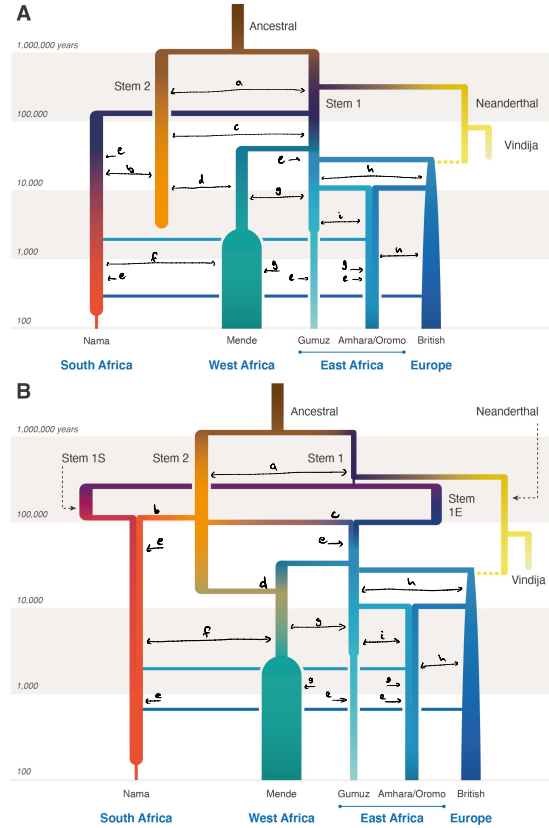 A
Ancestral
1,000,000 years
Stem 2
a
Stem 1
Neanderthal
100,000
c
Vindija
e
e
b
h
d
g
10,000
i
f
g
g
h
1,000
e
e
e
100
Nama
Mende
Gumuz
Amhara/Oromo
British
South Africa
West Africa
East Africa
Europe
B
Ancestral
Neanderthal
1,000,000 years
Stem 1S
Stem 2
Stem 1
a
Stem
1E
b
c
100,000
e
e
Vindija
d
h
10,000
g
f
i
h
g
g
1,000
e
e
e
100
Nama
Mende
Gumuz
Amhara/Oromo
British
South Africa
West Africa
East Africa
Europe